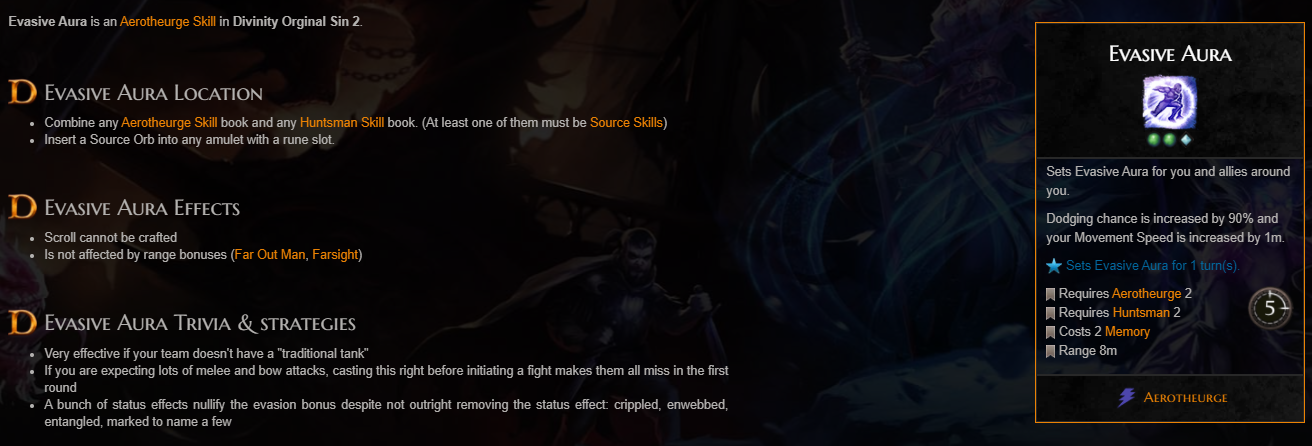 Evasive Aura is an Aerotheurge Skill in Divinity Orginal Sin 2.
Evasive Aura Location
Combine any Aerotheurge Skill book and any Huntsman Skill book. (At least one of them must be Source Skills)
Insert a Source Orb into any amulet with a rune slot.
Evasive Aura Effects
Scroll cannot be crafted
Is not affected by range bonuses (Far Out Man, Farsight)
Evasive Aura Trivia & strategies
Very effective if your team doesn't have a "traditional tank"
If you are expecting lots of melee and bow attacks, casting this right before initiating a fight makes them all miss in the first
round
A bunch of status effects nullify the evasion bonus despite not outright removing the status effect: crippled, enwebbed,
entangled, marked to name a few
Evasive Aura
Sets Evasive Aura for you and allies around
you.
Dodging chance is increased by 90% and
your Movement Speed is increased by 1m.
Sets Evasive Aura for 1 turn(s).
Requires Aerotheurge 2
Requires Huntsman 2
Costs 2 Memory
Range 8m
5
Aerotheurge